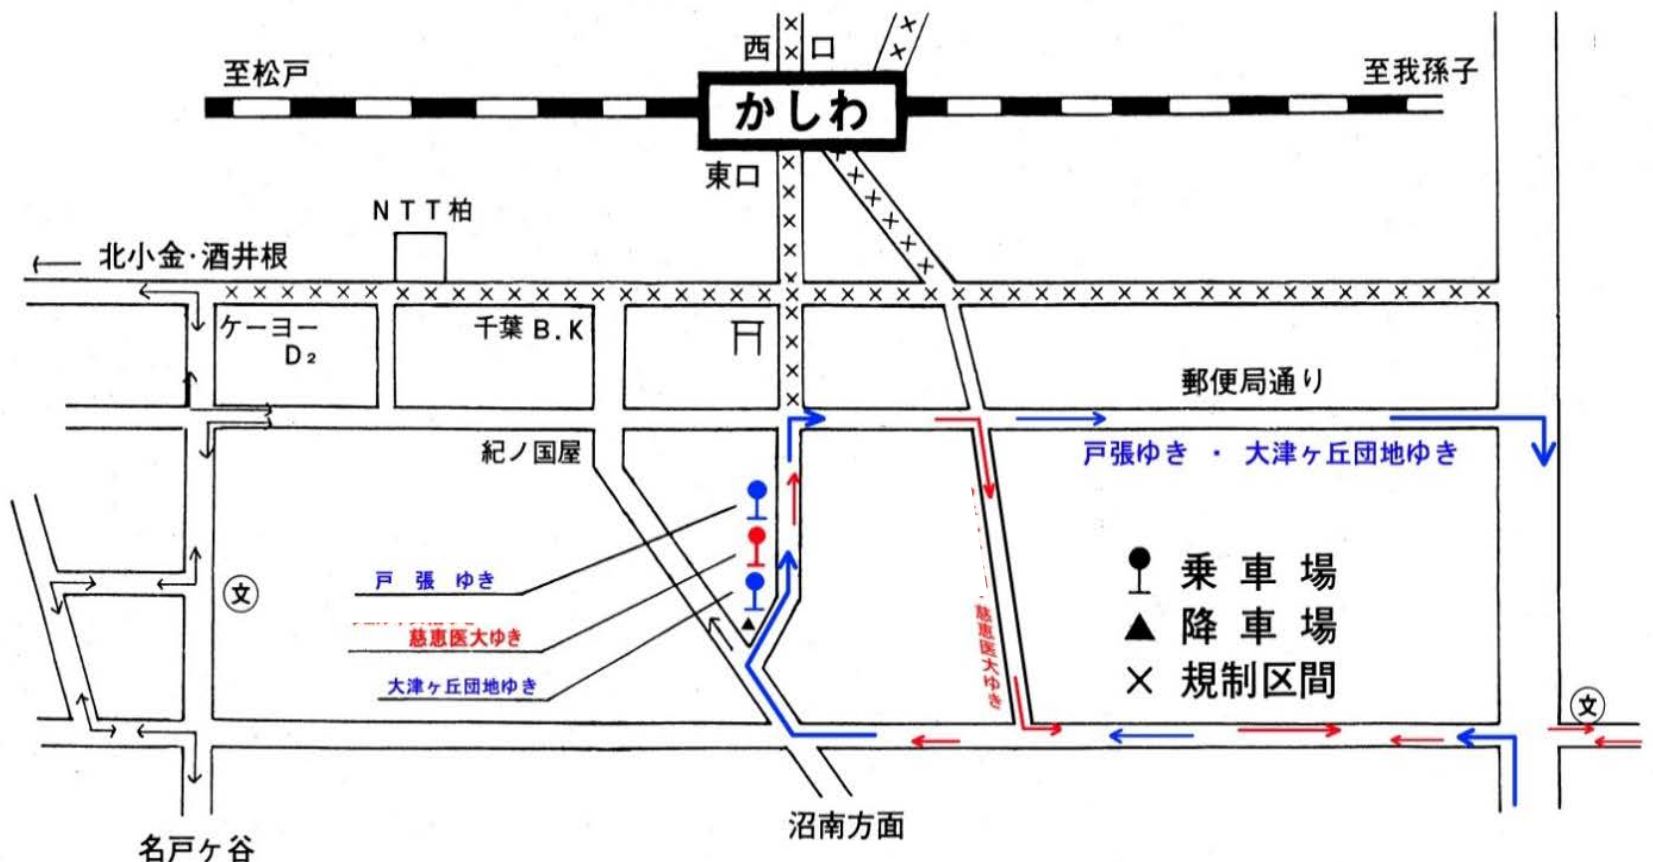 西 口
至松戸
至我孫子
かしわ
東口
NTT柏
北小金・酒井根
ケーヨー
D₂
千葉 B.K
郵便局通り
紀ノ国屋
戸張ゆき ・ 大津ヶ丘団地ゆき
戸 張 ゆき
慈恵医大ゆき
大津ヶ丘団地ゆき
慈恵医大ゆき
乗車場
降車場
規制区間
文
文
沼南方面
名戸ヶ谷